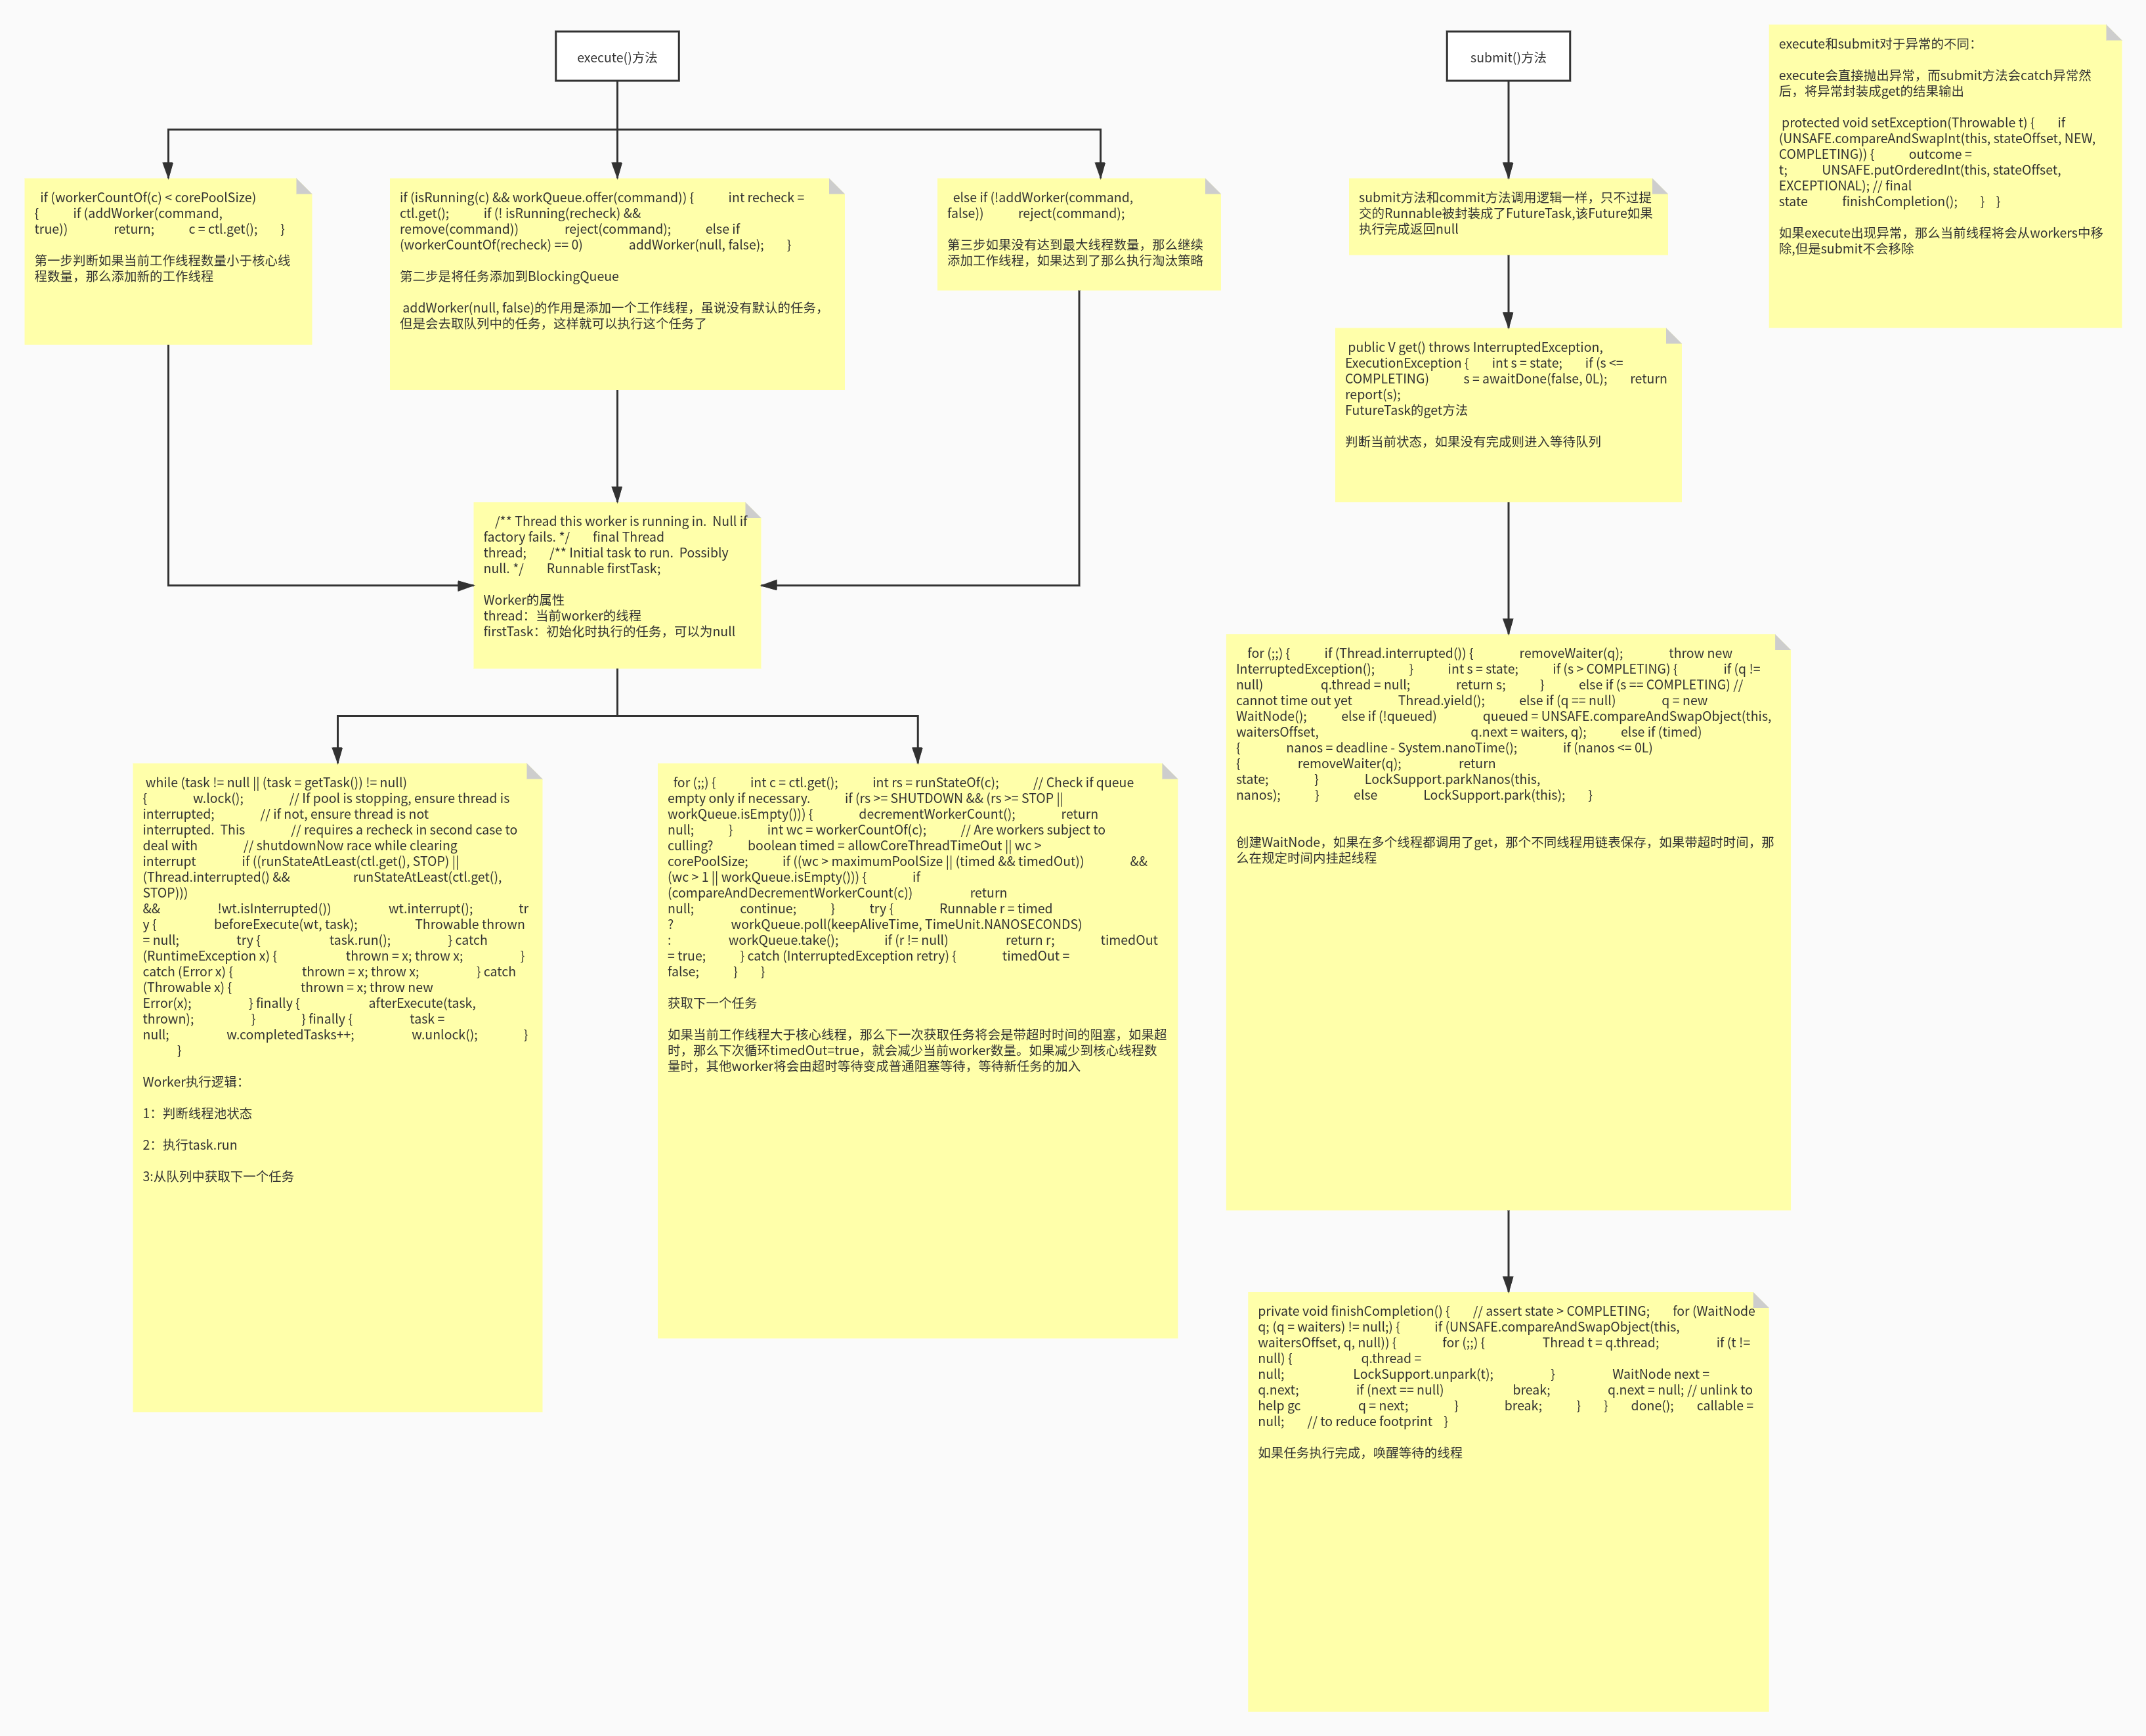 execute()方法
submit()方法
execute和submit对于异常的不同：
execute会直接抛出异常，而submit方法会catch异常然
后，将异常封装成get的结果输出
protected void setException(Throwable t) { if
(UNSAFE.compareAndSwapInt(this, stateOffset, NEW,
COMPLETING)) { outcome =
t; UNSAFE.putOrderedInt(this, stateOffset,
EXCEPTIONAL); // final
state finishCompletion(); } }
如果execute出现异常，那么当前线程将会从workers中移
除,但是submit不会移除
if (workerCountOf(c) < corePoolSize)
{ if (addWorker(command,
true)) return; c = ctl.get(); }
第一步判断如果当前工作线程数量小于核心线
程数量，那么添加新的工作线程
if (isRunning(c) && workQueue.offer(command)) { int recheck =
ctl.get(); if (! isRunning(recheck) &&
remove(command)) reject(command); else if
(workerCountOf(recheck) == 0) addWorker(null, false); }
第二步是将任务添加到BlockingQueue
addWorker(null, false)的作用是添加一个工作线程，虽说没有默认的任务，
但是会去取队列中的任务，这样就可以执行这个任务了
else if (!addWorker(command,
false)) reject(command);
第三步如果没有达到最大线程数量，那么继续
添加工作线程，如果达到了那么执行淘汰策略
submit方法和commit方法调用逻辑一样，只不过提
交的Runnable被封装成了FutureTask,该Future如果
执行完成返回null
public V get() throws InterruptedException,
ExecutionException { int s = state; if (s <=
COMPLETING) s = awaitDone(false, 0L); return
report(s);
FutureTask的get方法
判断当前状态，如果没有完成则进入等待队列
/** Thread this worker is running in. Null if
factory fails. */ final Thread
thread; /** Initial task to run. Possibly
null. */ Runnable firstTask;
Worker的属性
thread：当前worker的线程
firstTask：初始化时执行的任务，可以为null
for (;;) { if (Thread.interrupted()) { removeWaiter(q); throw new
InterruptedException(); } int s = state; if (s > COMPLETING) { if (q !=
null) q.thread = null; return s; } else if (s == COMPLETING) //
cannot time out yet Thread.yield(); else if (q == null) q = new
WaitNode(); else if (!queued) queued = UNSAFE.compareAndSwapObject(this,
waitersOffset, q.next = waiters, q); else if (timed)
{ nanos = deadline - System.nanoTime(); if (nanos <= 0L)
{ removeWaiter(q); return
state; } LockSupport.parkNanos(this,
nanos); } else LockSupport.park(this); }
创建WaitNode，如果在多个线程都调用了get，那个不同线程用链表保存，如果带超时时间，那
么在规定时间内挂起线程
while (task != null || (task = getTask()) != null)
{ w.lock(); // If pool is stopping, ensure thread is
interrupted; // if not, ensure thread is not
interrupted. This // requires a recheck in second case to
deal with // shutdownNow race while clearing
interrupt if ((runStateAtLeast(ctl.get(), STOP) ||
(Thread.interrupted() && runStateAtLeast(ctl.get(),
STOP)))
&& !wt.isInterrupted()) wt.interrupt(); tr
y { beforeExecute(wt, task); Throwable thrown
= null; try { task.run(); } catch
(RuntimeException x) { thrown = x; throw x; }
catch (Error x) { thrown = x; throw x; } catch
(Throwable x) { thrown = x; throw new
Error(x); } finally { afterExecute(task,
thrown); } } finally { task =
null; w.completedTasks++; w.unlock(); }
}
Worker执行逻辑：
1：判断线程池状态
2：执行task.run
3:从队列中获取下一个任务
for (;;) { int c = ctl.get(); int rs = runStateOf(c); // Check if queue
empty only if necessary. if (rs >= SHUTDOWN && (rs >= STOP ||
workQueue.isEmpty())) { decrementWorkerCount(); return
null; } int wc = workerCountOf(c); // Are workers subject to
culling? boolean timed = allowCoreThreadTimeOut || wc >
corePoolSize; if ((wc > maximumPoolSize || (timed && timedOut)) &&
(wc > 1 || workQueue.isEmpty())) { if
(compareAndDecrementWorkerCount(c)) return
null; continue; } try { Runnable r = timed
? workQueue.poll(keepAliveTime, TimeUnit.NANOSECONDS)
: workQueue.take(); if (r != null) return r; timedOut
= true; } catch (InterruptedException retry) { timedOut =
false; } }
获取下一个任务
如果当前工作线程大于核心线程，那么下一次获取任务将会是带超时时间的阻塞，如果超
时，那么下次循环timedOut=true，就会减少当前worker数量。如果减少到核心线程数
量时，其他worker将会由超时等待变成普通阻塞等待，等待新任务的加入
private void finishCompletion() { // assert state > COMPLETING; for (WaitNode
q; (q = waiters) != null;) { if (UNSAFE.compareAndSwapObject(this,
waitersOffset, q, null)) { for (;;) { Thread t = q.thread; if (t !=
null) { q.thread =
null; LockSupport.unpark(t); } WaitNode next =
q.next; if (next == null) break; q.next = null; // unlink to
help gc q = next; } break; } } done(); callable =
null; // to reduce footprint }
如果任务执行完成，唤醒等待的线程